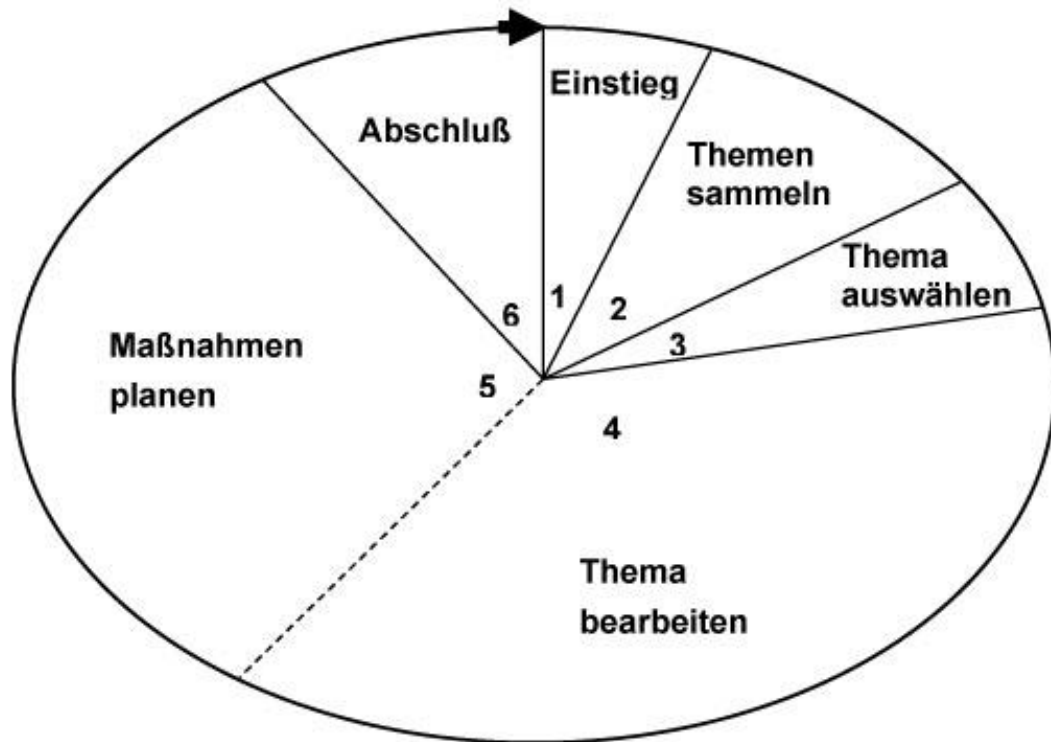 Einstieg
1
Themen
sammeln
2
Thema
auswählen
3
4
Thema
bearbeiten
Maßnahmen
planen
5
Abschluß
6